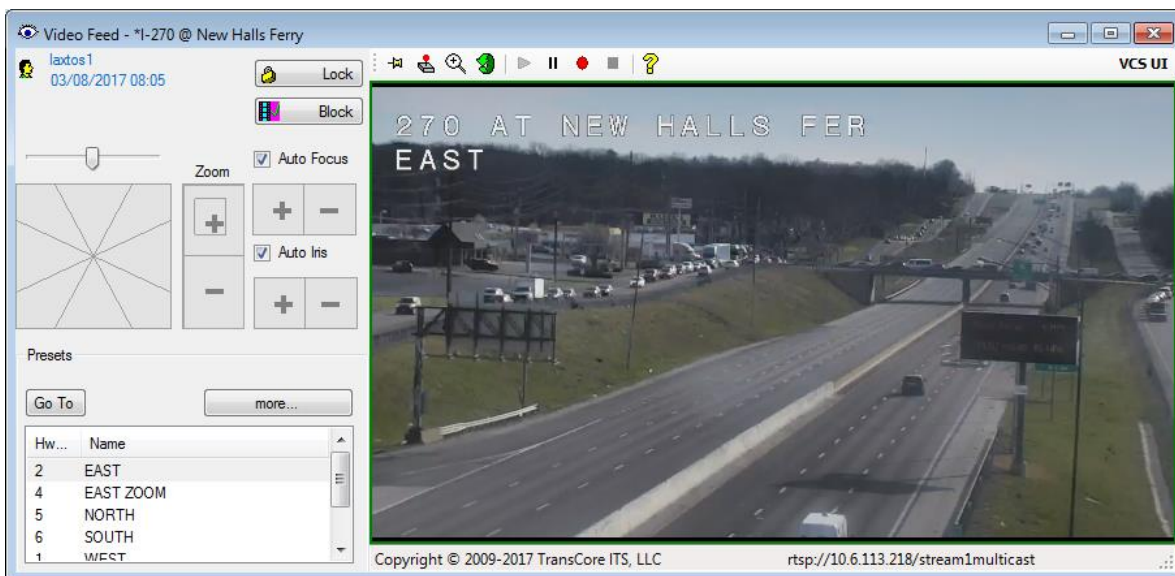 Video Feed - *I-270 @ New Halls Ferry
laxtos1
03/08/2017 08:05
Lock
Block
Auto Focus
Zoom
Auto Iris
Presets
Go To
more...
Hw... Name
2 EAST
4 EAST ZOOM
5 NORTH
6 SOUTH
1 WEST
VCS UI
270 AT NEW HALLS FER
EAST
Copyright © 2009-2017 TransCore ITS, LLC
rtsp://10.6.113.218/stream1multicast